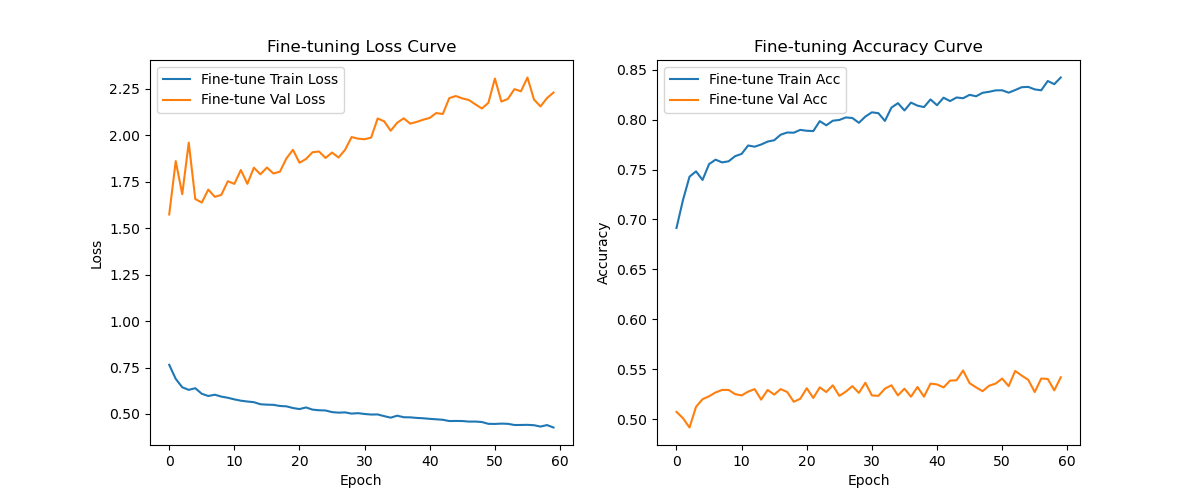 Fine-tuning Loss Curve
Fine-tune Train Loss
Fine-tune Val Loss
2.25
2.00
1.75
1.50
1.25
1.00
0.75
0.50
Loss
0 10 20 30 40 50 60
Epoch
Fine-tuning Accuracy Curve
Fine-tune Train Acc
Fine-tune Val Acc
0.85
0.80
0.75
0.70
0.65
0.60
0.55
0.50
Accuracy
0 10 20 30 40 50 60
Epoch